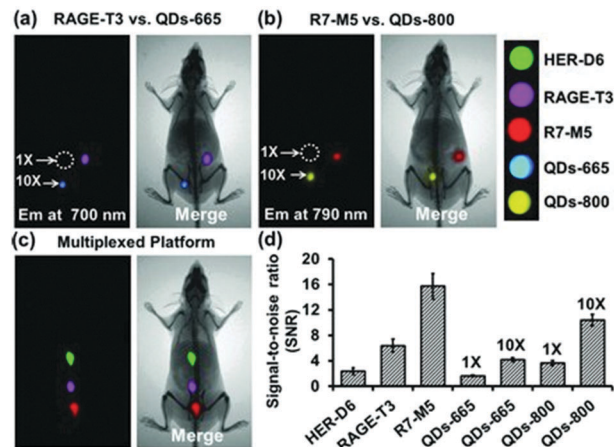 (a) RAGE-T3 vs. QDs-665
1X
10X
Em at 700 nm
Merge
(b) R7-M5 vs. QDs-800
1X
10X
Em at 790 nm
Merge
HER-D6
RAGE-T3
R7-M5
QDs-665
QDs-800
(c) Multiplexed Platform
Merge
(d)
Signal-to-noise ratio
(SNR)
20
16
12
8
4
0
1X
10X
1X
10X
HER-D6
RAGE-T3
R7-M5
QDs-665
QDs-665
QDs-800
QDs-800